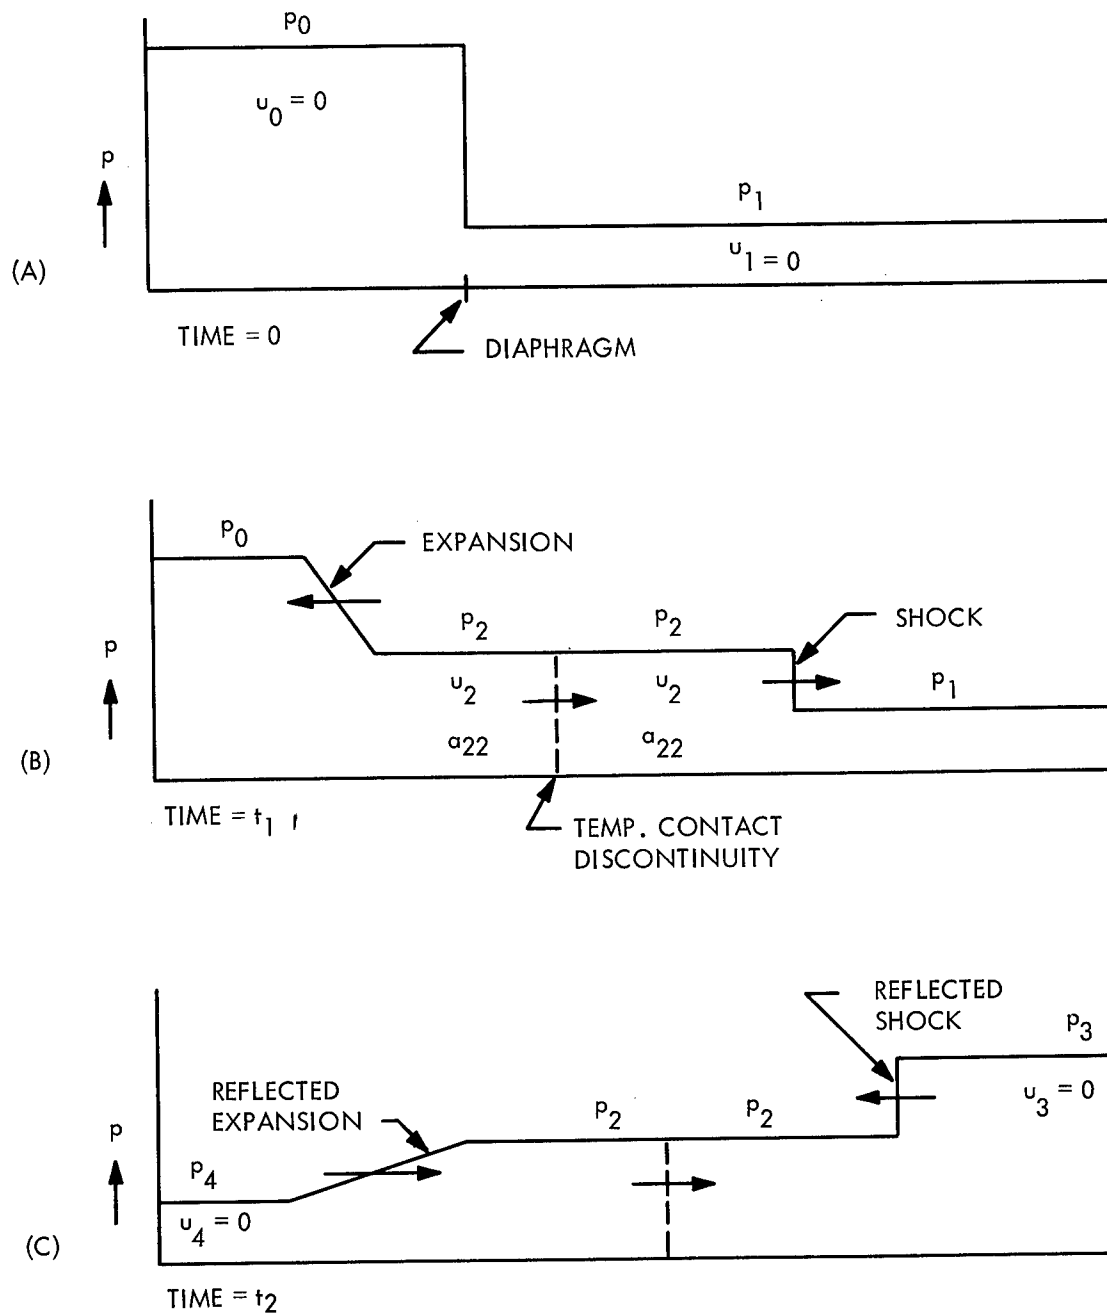 p0
u0 = 0
p
p1
u1 = 0
(A)
TIME = 0
DIAPHRAGM
p0
EXPANSION
p2
p2
SHOCK
p
u2
u2
p1
a22
a22
(B)
TIME = t1
TEMP. CONTACT
DISCONTINUITY
REFLECTED
SHOCK
p3
REFLECTED
EXPANSION
u3 = 0
p2
p2
p
p4
u4 = 0
(C)
TIME = t2